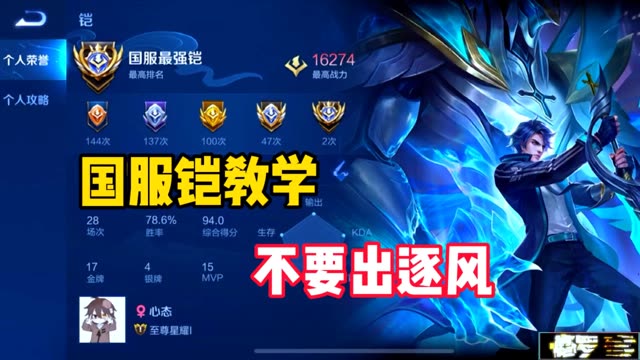 铠
个人荣誉
个人攻略
国服最强铠
最高排名
16274
最高战力
144次
137次
100次
47次
2次
国服铠教学
输出
28
场次
78.6%
胜率
94.0
综合得分
生存
KDA
不要出逐风
17
金牌
4
银牌
15
MVP
心态
至尊星耀I